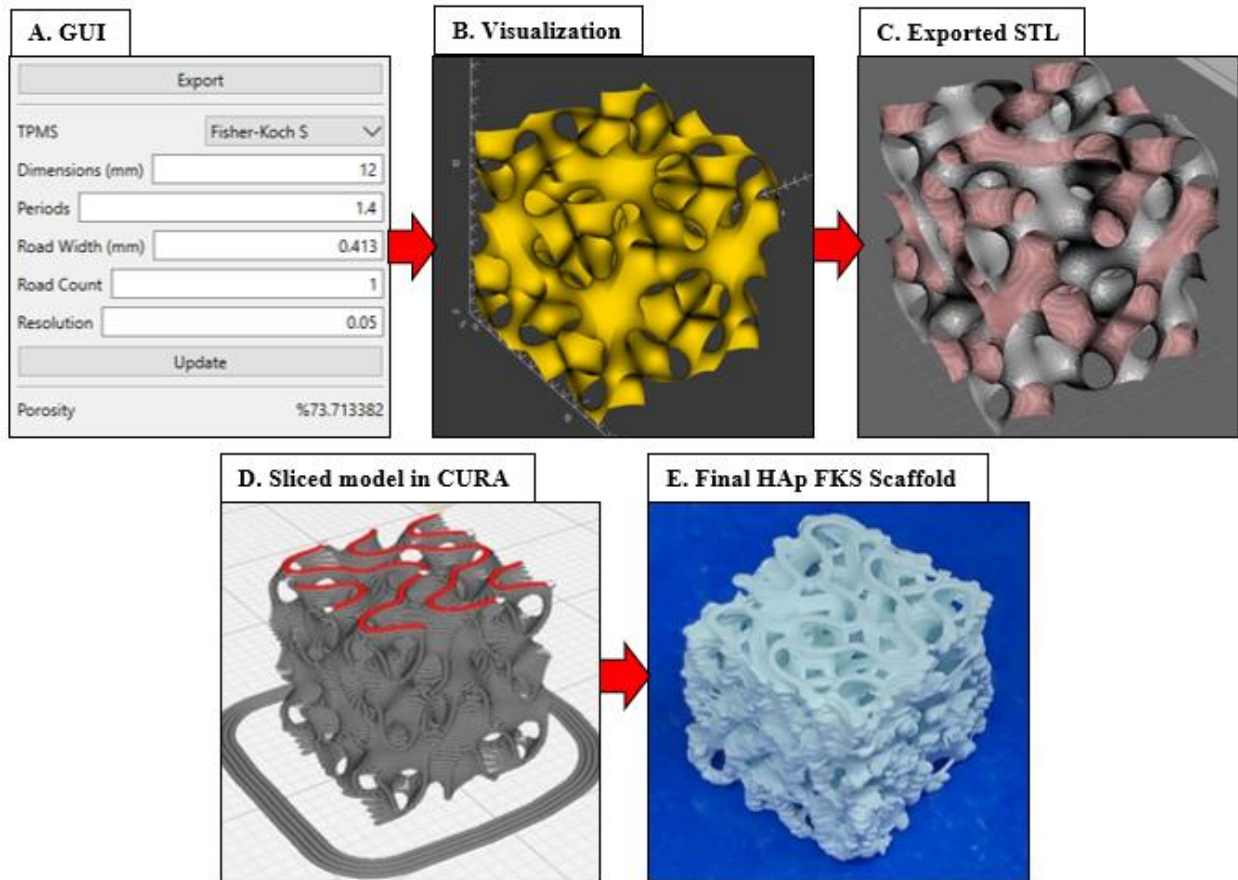 A. GUI
Export
TPMS Fisher-Koch S
Dimensions (mm) 12
Periods 1.4
Road Width (mm) 0.413
Road Count 1
Resolution 0.05
Update
Porosity %73.713382
B. Visualization
C. Exported STL
D. Sliced model in CURA
E. Final HAp FKS Scaffold